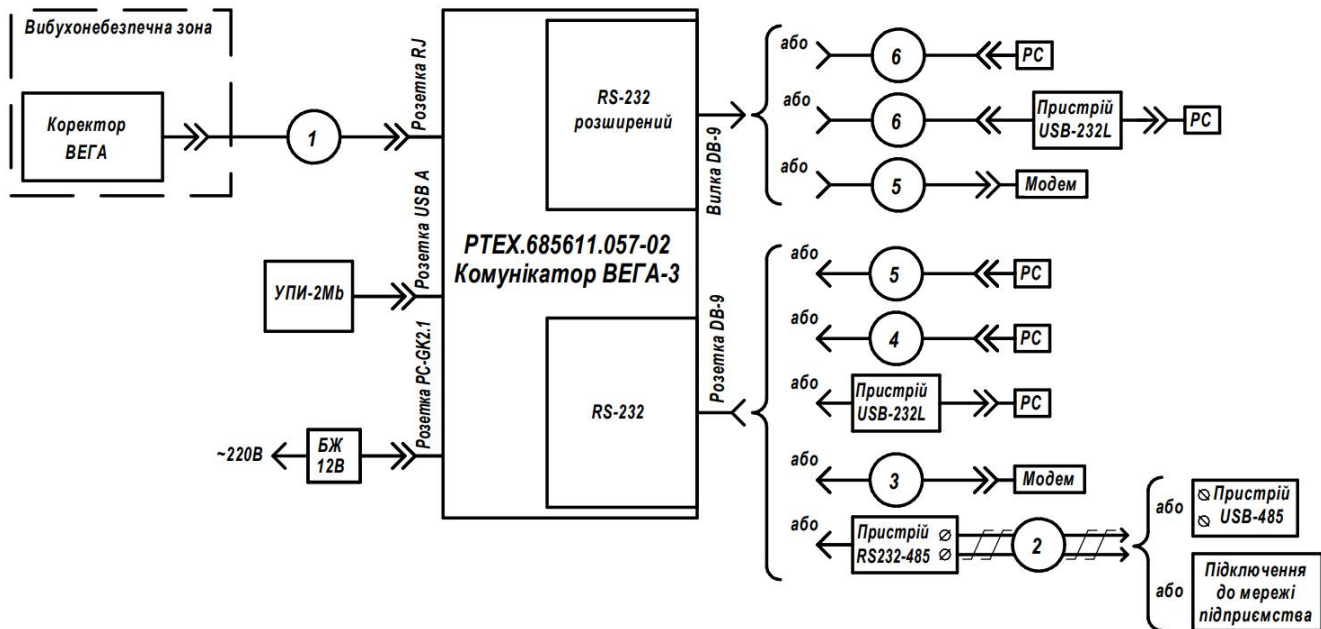 Вибухонебезпечна зона
Коректор
ВЕГА
1
Розетка RJ
УПИ-2Mb
Розетка USB A
~220В
БЖ
12В
Розетка PC-GK2.1
PTEX.685611.057-02
Комунікатор ВЕГА-3
RS-232
розширений
Вилка DB-9
або
6
PC
або
6
Пристрій
USB-232L
PC
або
5
Модем
RS-232
Розетка DB-9
або
5
PC
або
4
PC
або
Пристрій
USB-232L
PC
або
3
Модем
або
Пристрій
RS232-485
2
або
Пристрій
USB-485
або
Підключення
до мережі
підприємства